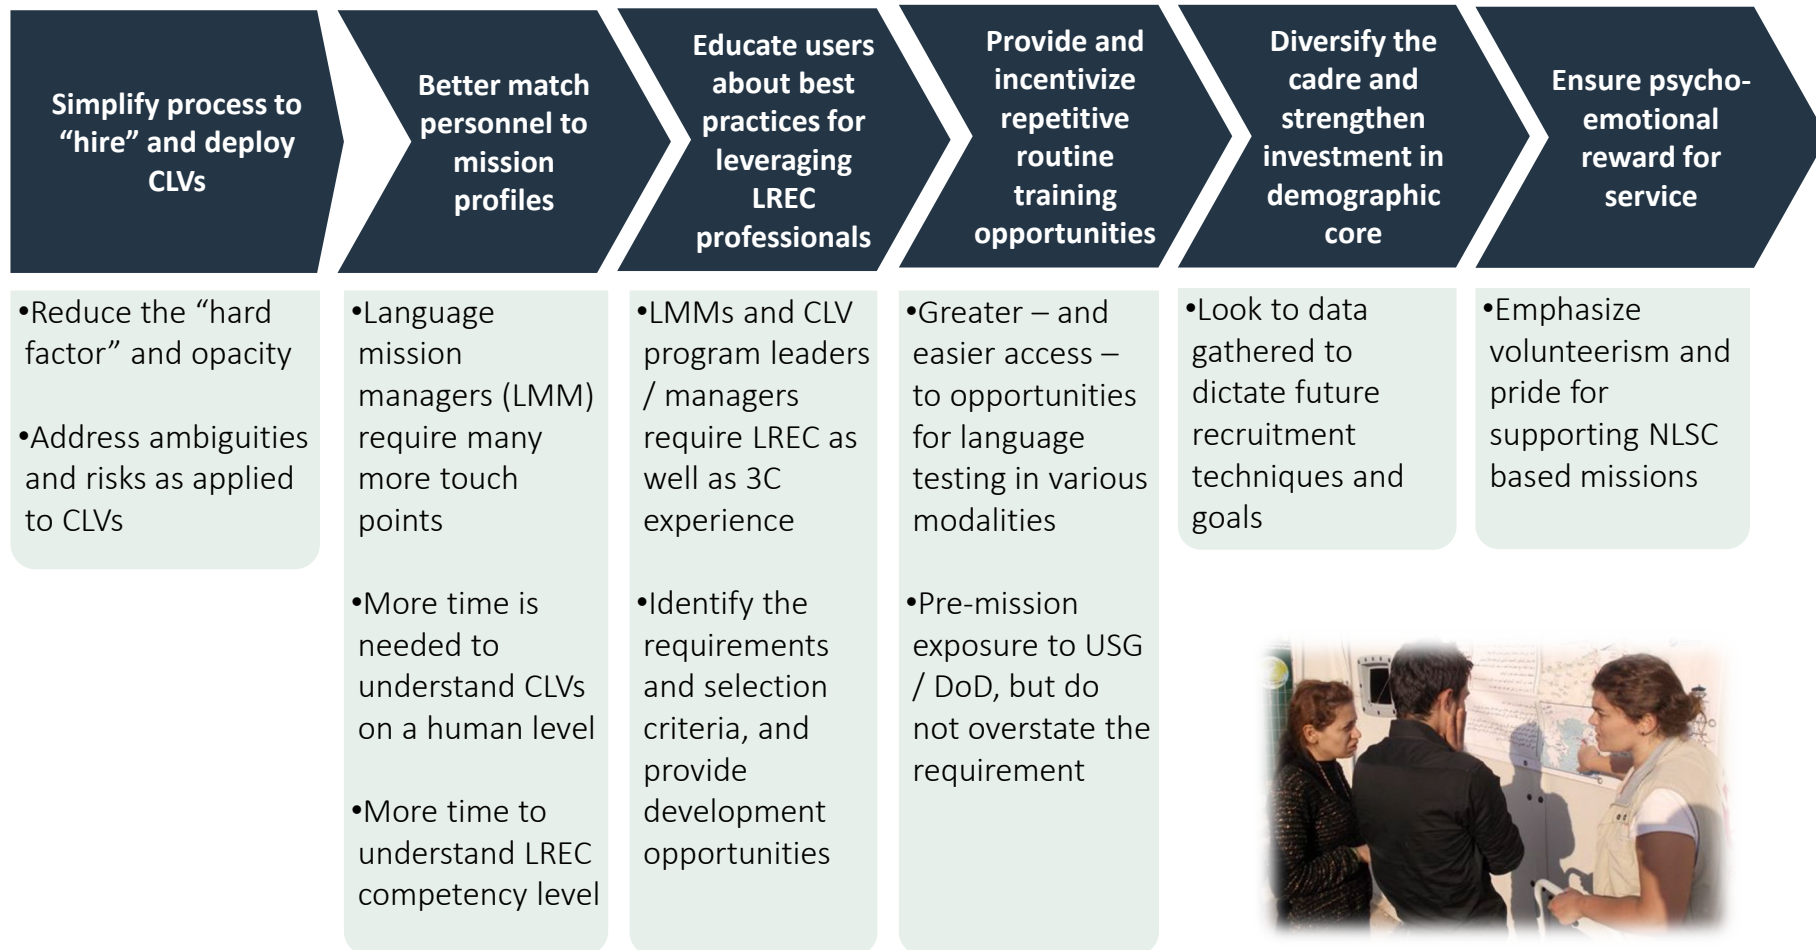 Simplify process to
“hire” and deploy
CLVs
•Reduce the “hard
factor” and opacity
•Address ambiguities
and risks as applied
to CLVs
Better match
personnel to
mission
profiles
•Language
mission
managers (LMM)
require many
more touch
points
•More time is
needed to
understand CLVs
on a human level
•More time to
understand LREC
competency level
Educate users
about best
practices for
leveraging
LREC
professionals
•LMMs and CLV
program leaders
/ managers
require LREC as
well as 3C
experience
•Identify the
requirements
and selection
criteria, and
provide
development
opportunities
Provide and
incentivize
repetitive
routine
training
opportunities
•Greater – and
easier access –
to opportunities
for language
testing in various
modalities
•Pre-mission
exposure to USG
/ DoD, but do
not overstate the
requirement
Diversify the
cadre and
strengthen
investment in
demographic
core
•Look to data
gathered to
dictate future
recruitment
techniques and
goals
Ensure psycho-
emotional
reward for
service
•Emphasize
volunteerism and
pride for
supporting NLSC
based missions